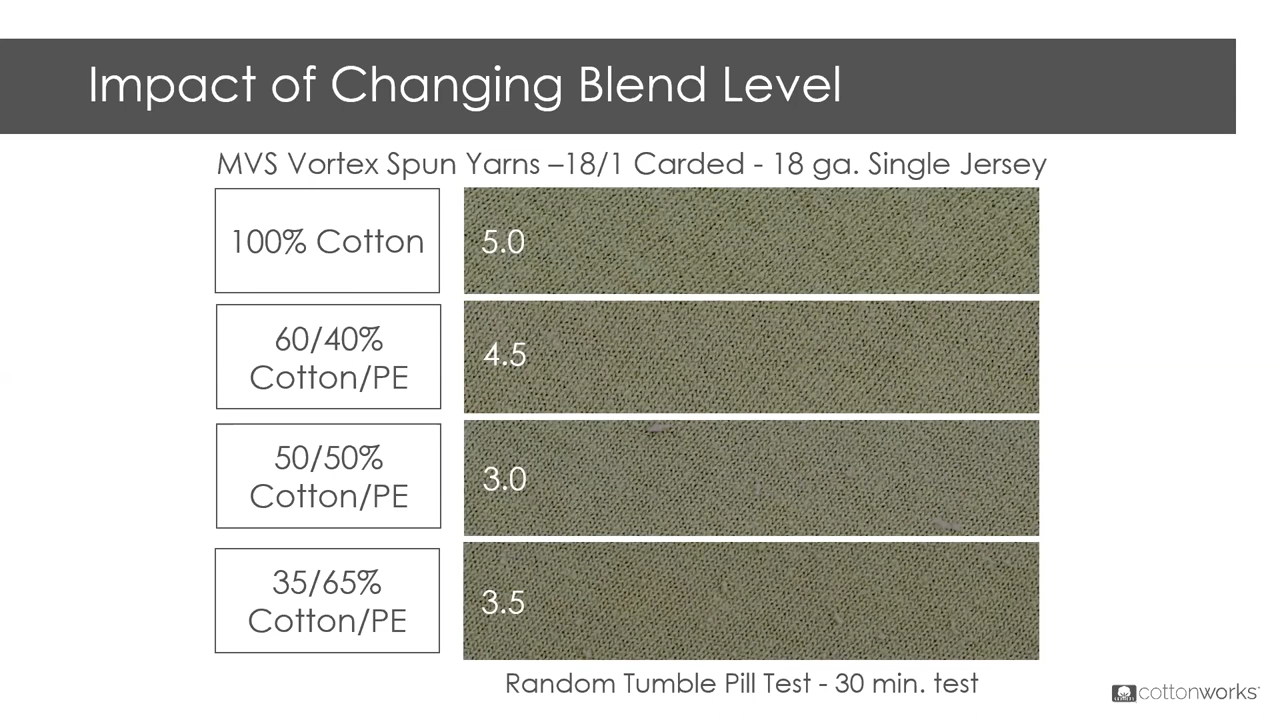 Impact of Changing Blend Level
MVS Vortex Spun Yarns –18/1 Carded - 18 ga. Single Jersey
100% Cotton
5.0
60/40%
Cotton/PE
4.5
50/50%
Cotton/PE
3.0
35/65%
Cotton/PE
3.5
Random Tumble Pill Test - 30 min. test
cottonworks